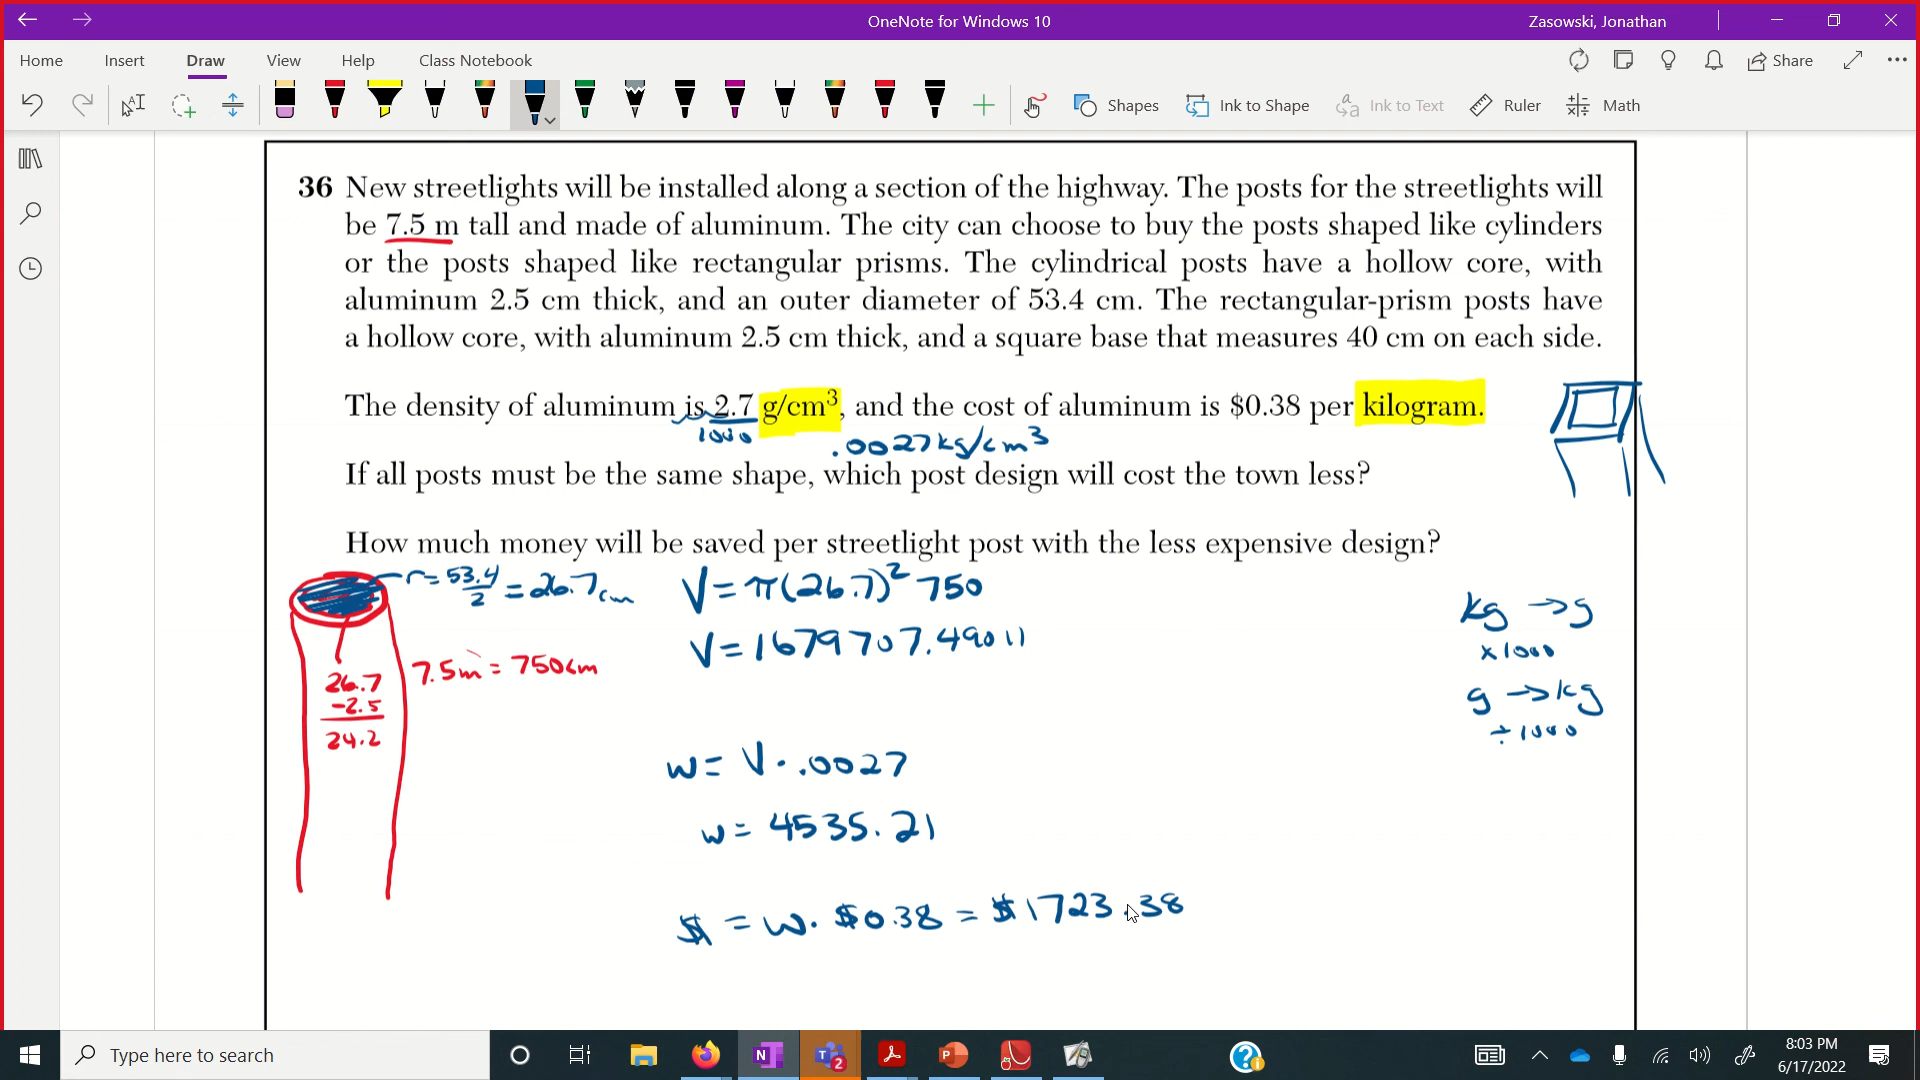 OneNote for Windows 10
Zasowski, Jonathan
Home Insert Draw View Help Class Notebook
Share
Shapes Ink to Shape Ink to Text Ruler Math
36 New streetlights will be installed along a section of the highway. The posts for the streetlights will
be 7.5 m tall and made of aluminum. The city can choose to buy the posts shaped like cylinders
or the posts shaped like rectangular prisms. The cylindrical posts have a hollow core, with
aluminum 2.5 cm thick, and an outer diameter of 53.4 cm. The rectangular-prism posts have
a hollow core, with aluminum 2.5 cm thick, and a square base that measures 40 cm on each side.
The density of aluminum is 2.7 g/cm³, and the cost of aluminum is $0.38 per kilogram.
1000
.0027kg/cm³
If all posts must be the same shape, which post design will cost the town less?
How much money will be saved per streetlight post with the less expensive design?
r=53.4/2=26.7cm
V=π(26.7)²750
V=1679707.49011
kg→g
x1000
g→kg
÷1000
7.5m=750cm
26.7
-2.5
24.2
w=V·.0027
w=4535.21
$=w·$0.38=$1723.38
Type here to search
2
8:03 PM
6/17/2022